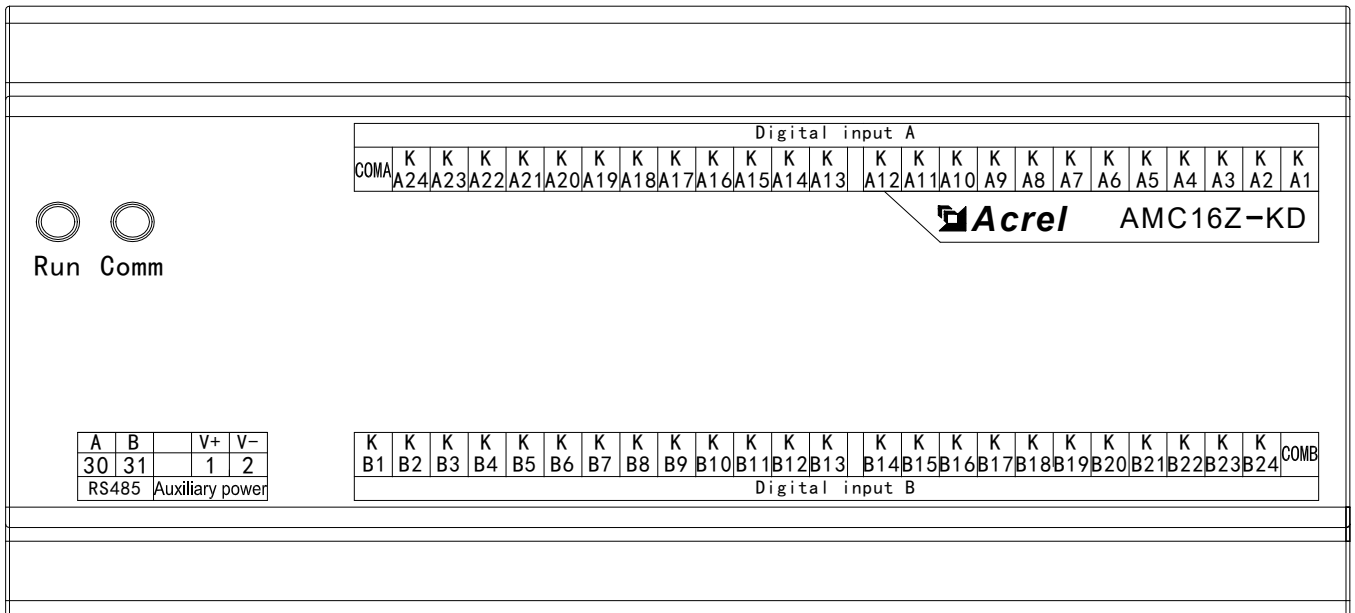 Digital input A
COMA K A24 K A23 K A22 K A21 K A20 K A19 K A18 K A17 K A16 K A15 K A14 K A13 K A12 K A11 K A10 K A9 K A8 K A7 K A6 K A5 K A4 K A3 K A2 K A1
Acrel AMC16Z-KD
Run Comm
A B V+ V-
30 31 1 2
RS485 Auxiliary power
K B1 K B2 K B3 K B4 K B5 K B6 K B7 K B8 K B9 K B10 K B11 K B12 K B13 K B14 K B15 K B16 K B17 K B18 K B19 K B20 K B21 K B22 K B23 K B24 COMB
Digital input B